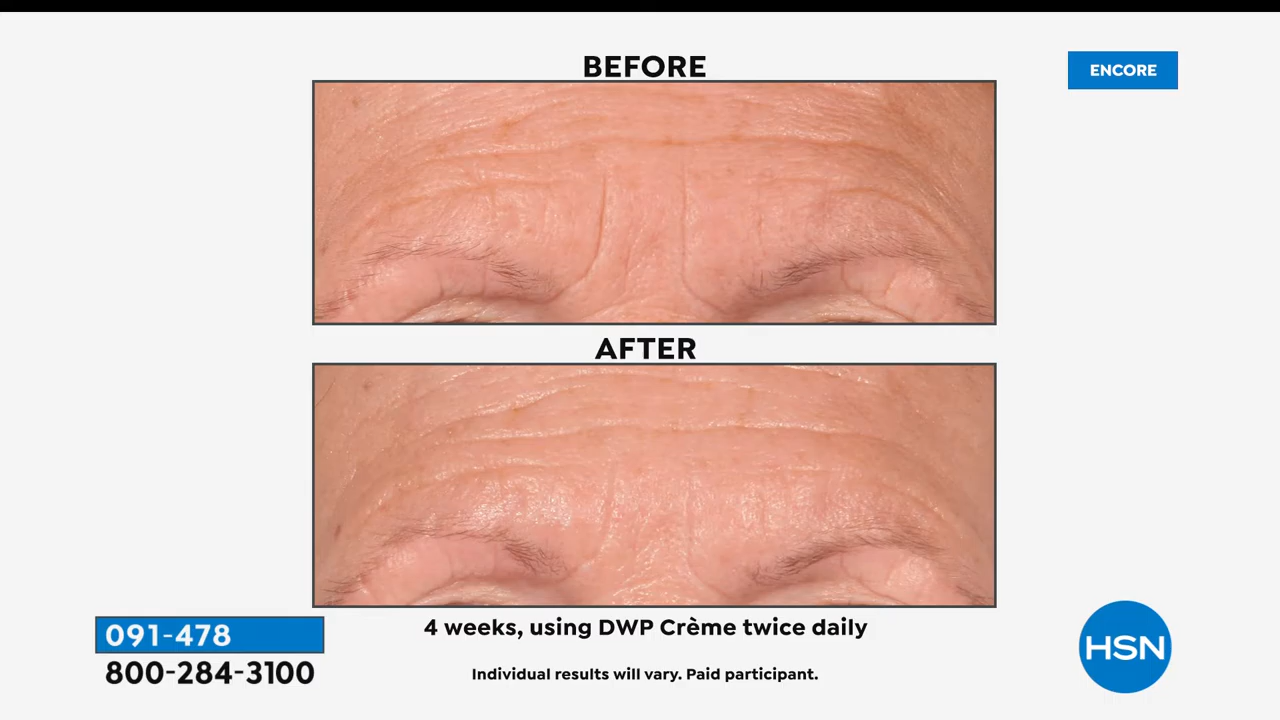 BEFORE
ENCORE
AFTER
091-478
800-284-3100
4 weeks, using DWP Crème twice daily
Individual results will vary. Paid participant.
HSN